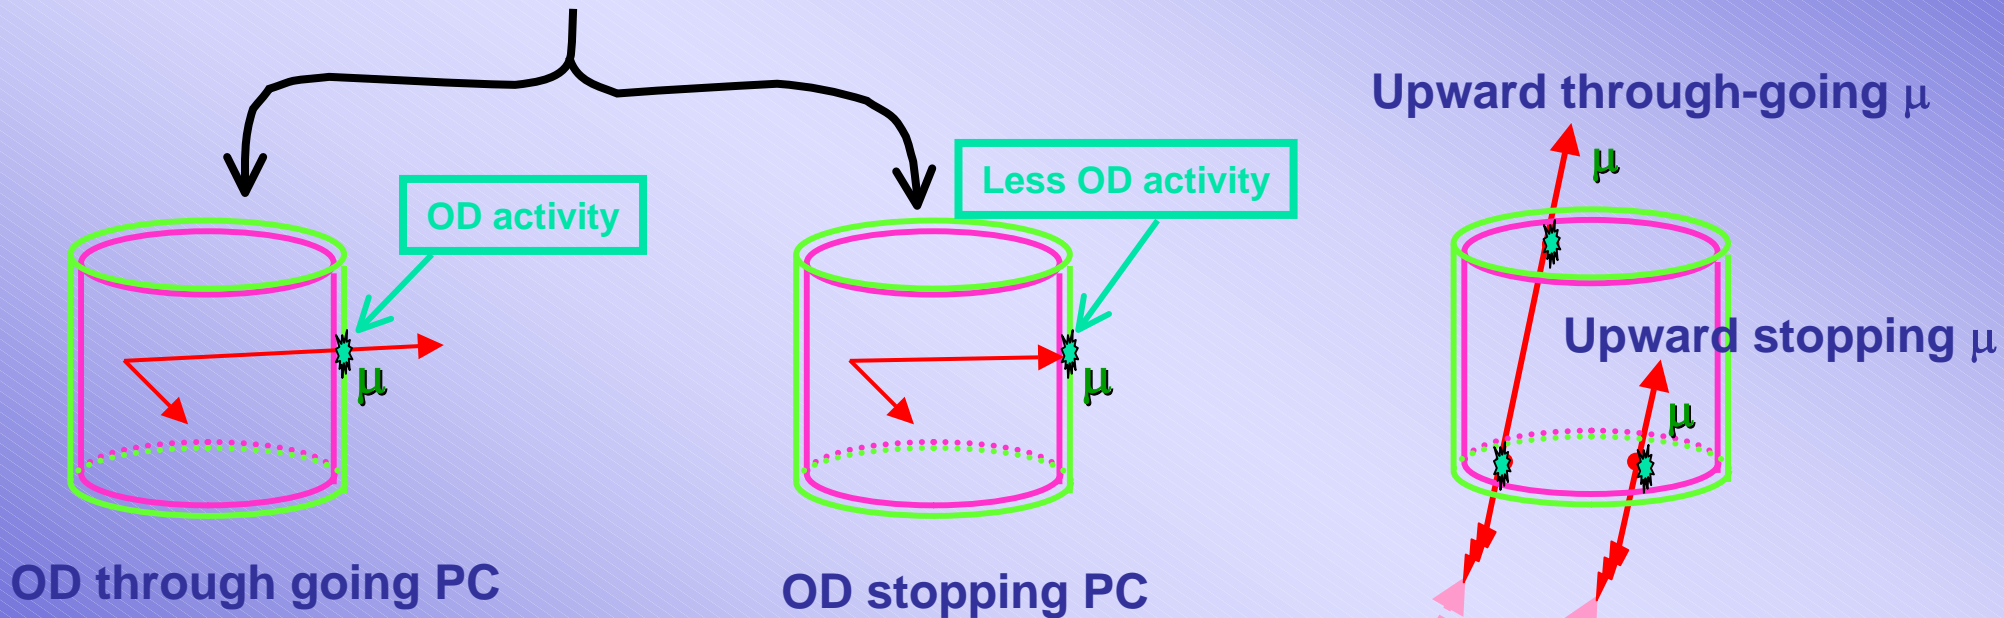 Upward through-going μ
μ
Less OD activity
OD activity
Upward stopping μ
μ
μ
μ
OD through going PC
OD stopping PC